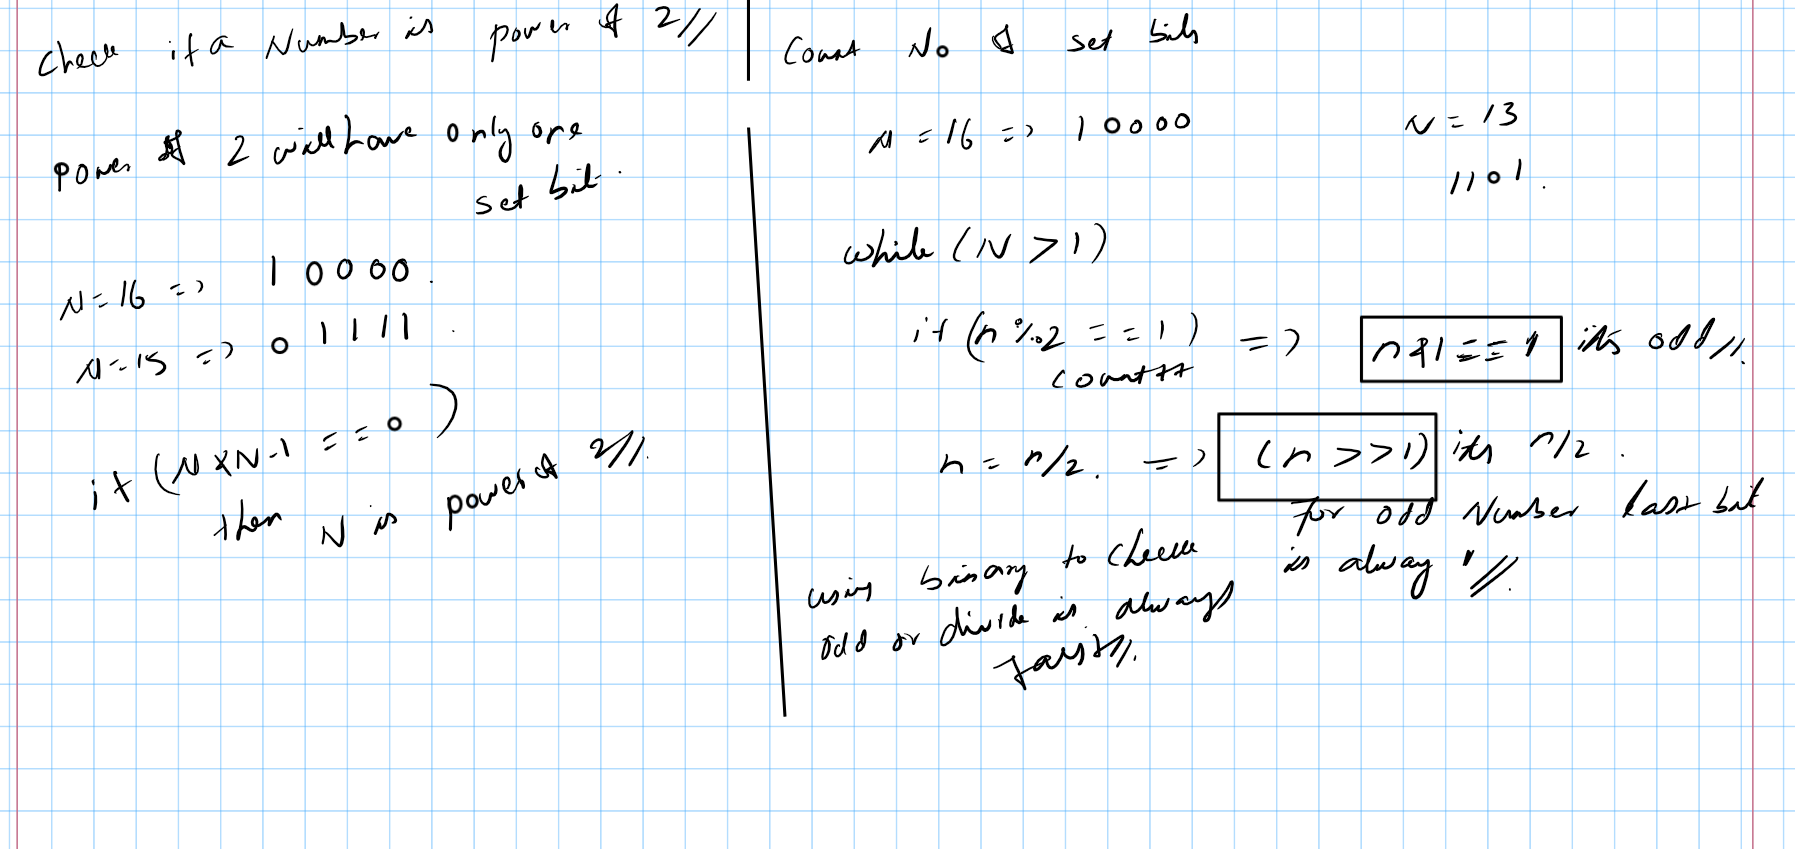 Check if a Number is power of 2//
power of 2 will have only one
set bit.
N=16 => 1 0 0 0 0.
N=15 => 0 1 1 1 1.
if (N & N-1 == 0)
then N is power of 2//.
Count No of set bits
N = 16 => 1 0 0 0 0
N = 13
1101.
while (N > 1)
if (n % 2 == 1) => n&1 == 1 its odd //.
count++
n = n/2. => (n >> 1) its n/2.
for odd Number last bit
is alway 1//.
using binary to check
odd or divide is always
fast//.